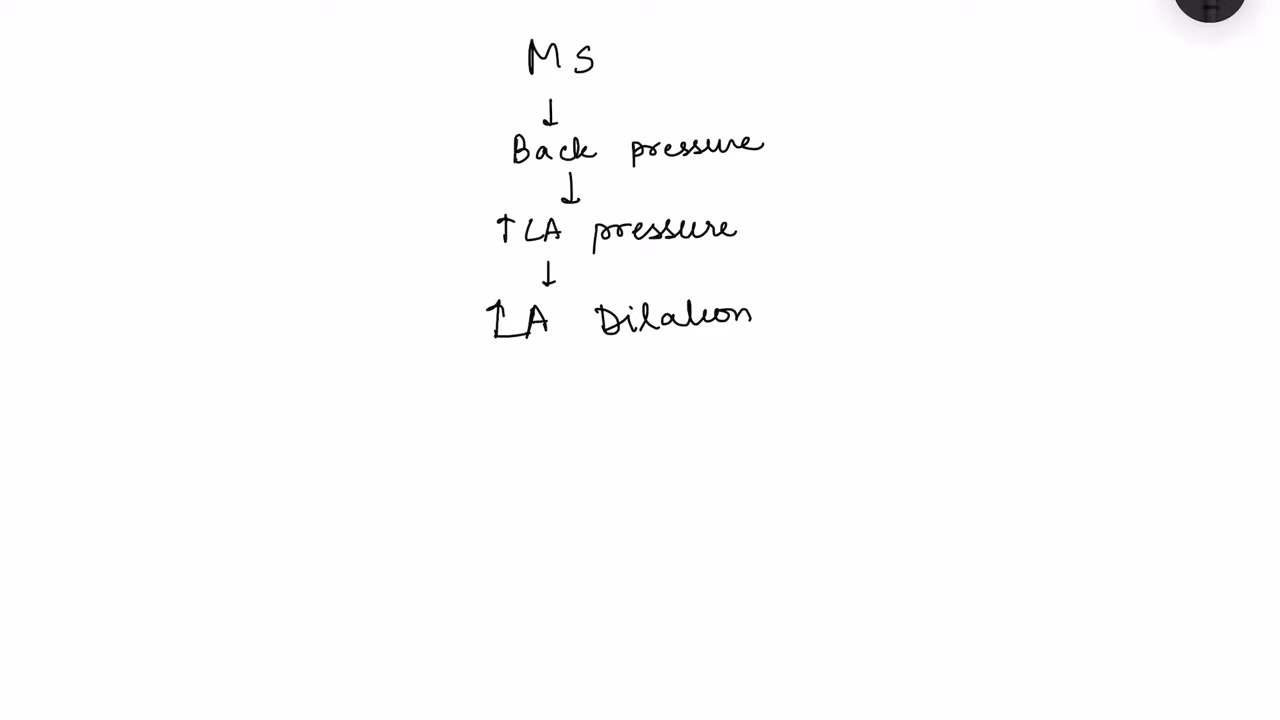 MS
↓
Back pressure
↓
↑ LA pressure
↓
↑ LA Dilation